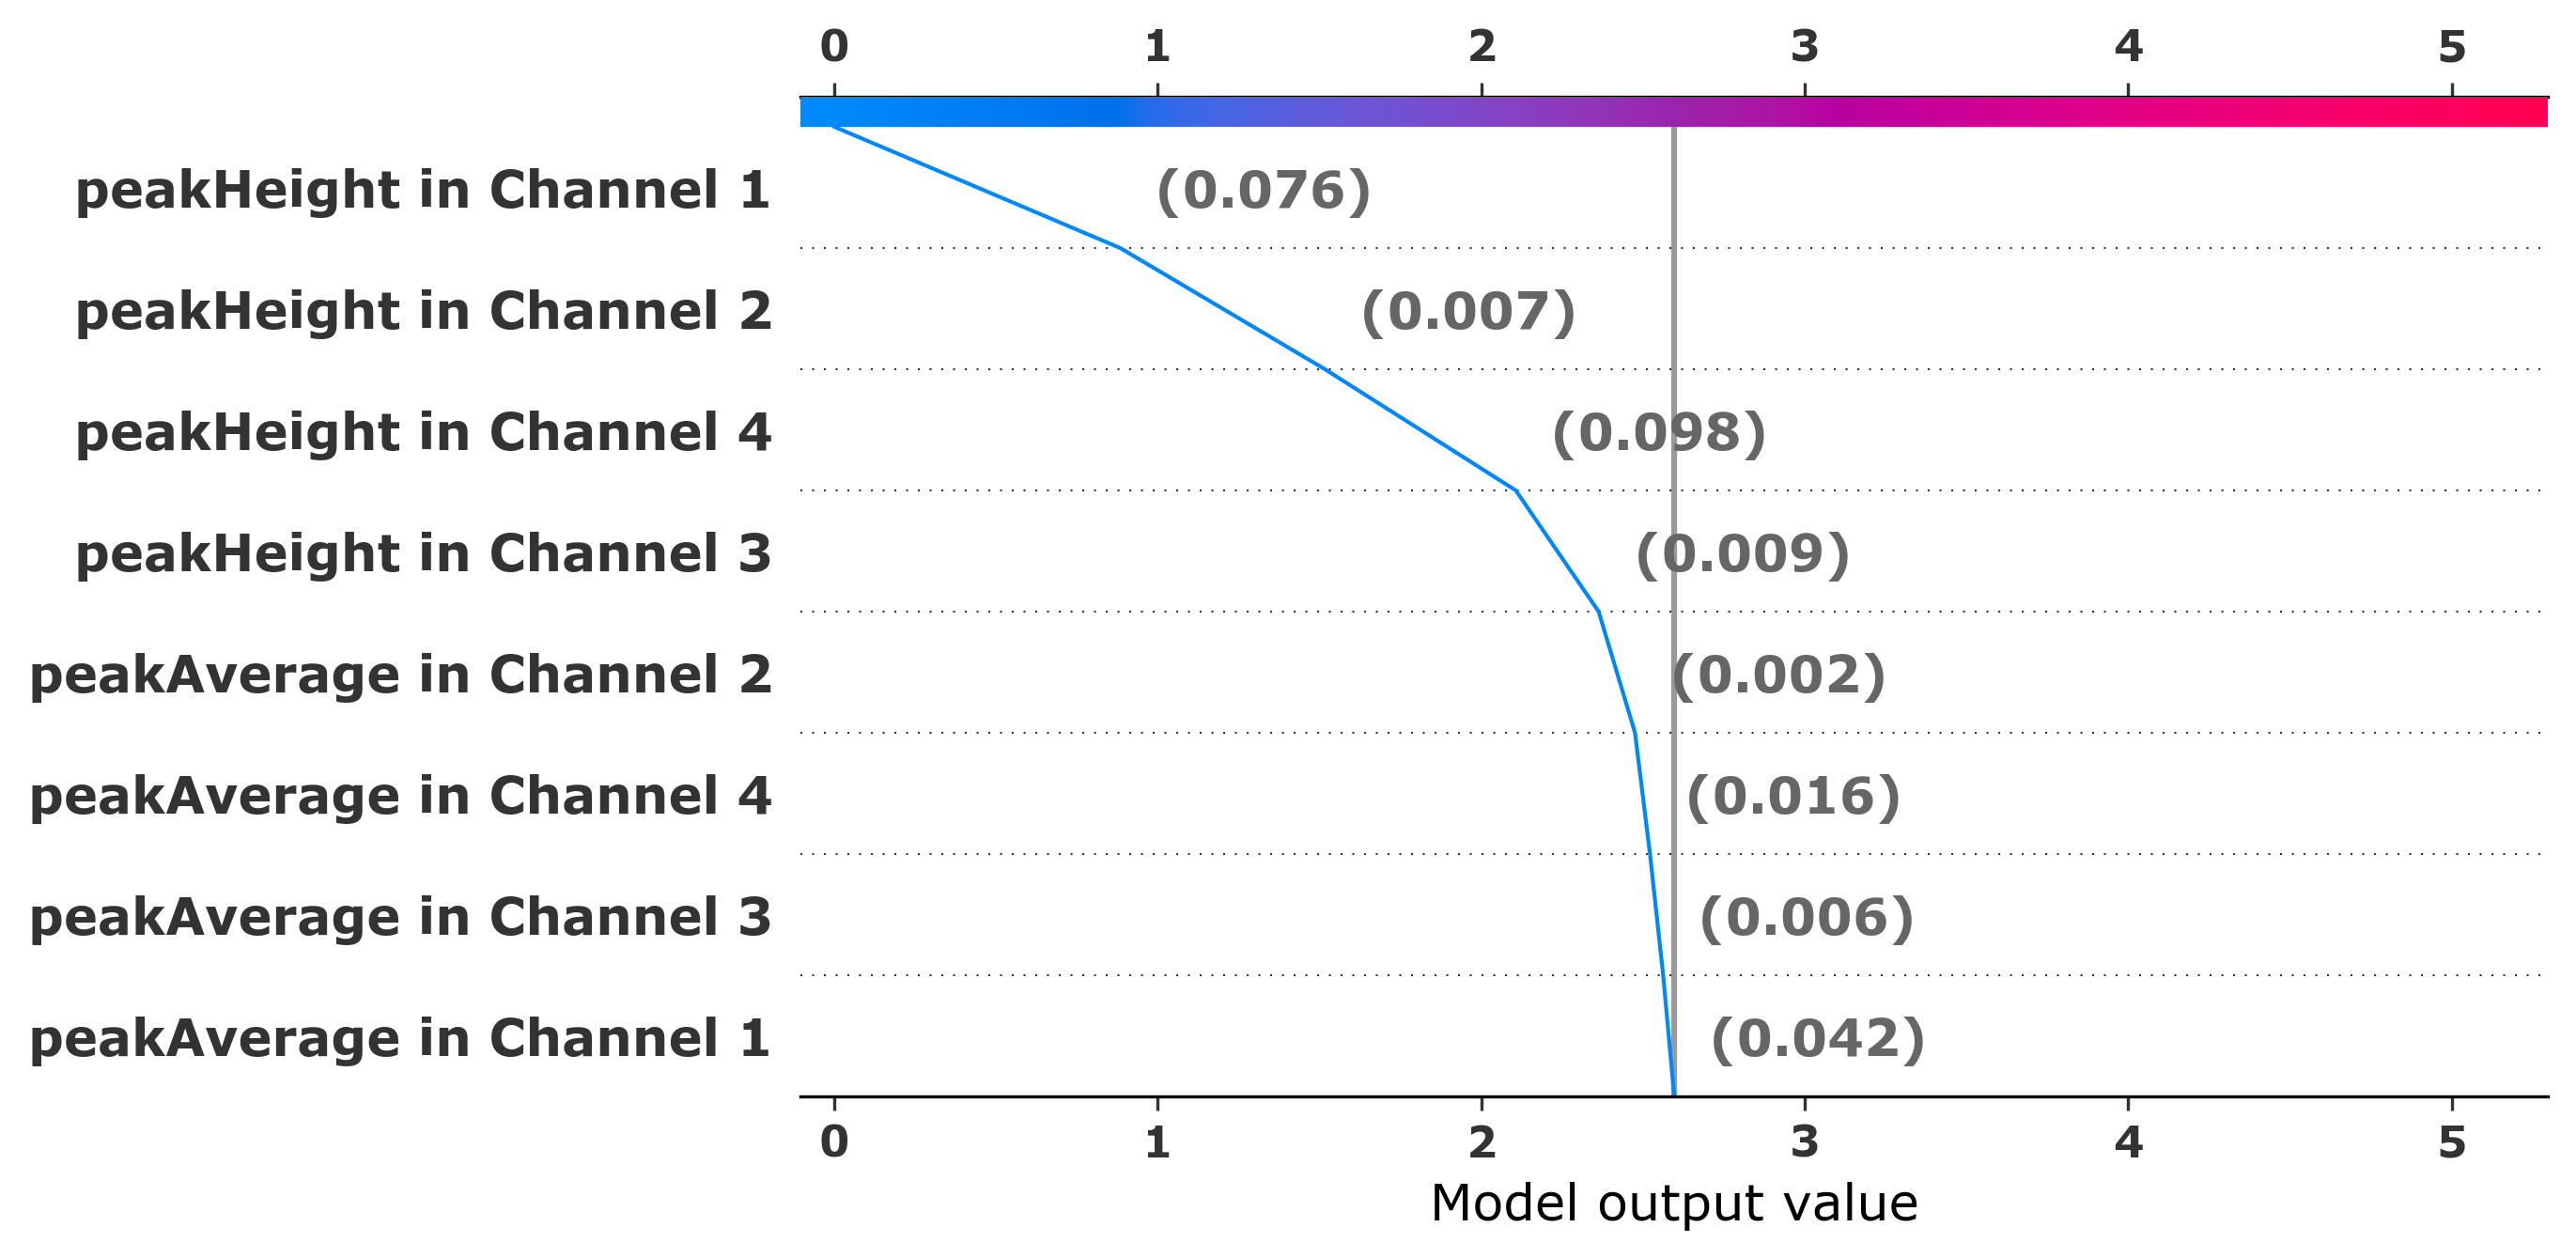 0 1 2 3 4 5
peakHeight in Channel 1 (0.076)
peakHeight in Channel 2 (0.007)
peakHeight in Channel 4 (0.098)
peakHeight in Channel 3 (0.009)
peakAverage in Channel 2 (0.002)
peakAverage in Channel 4 (0.016)
peakAverage in Channel 3 (0.006)
peakAverage in Channel 1 (0.042)
0 1 2 3 4 5
Model output value